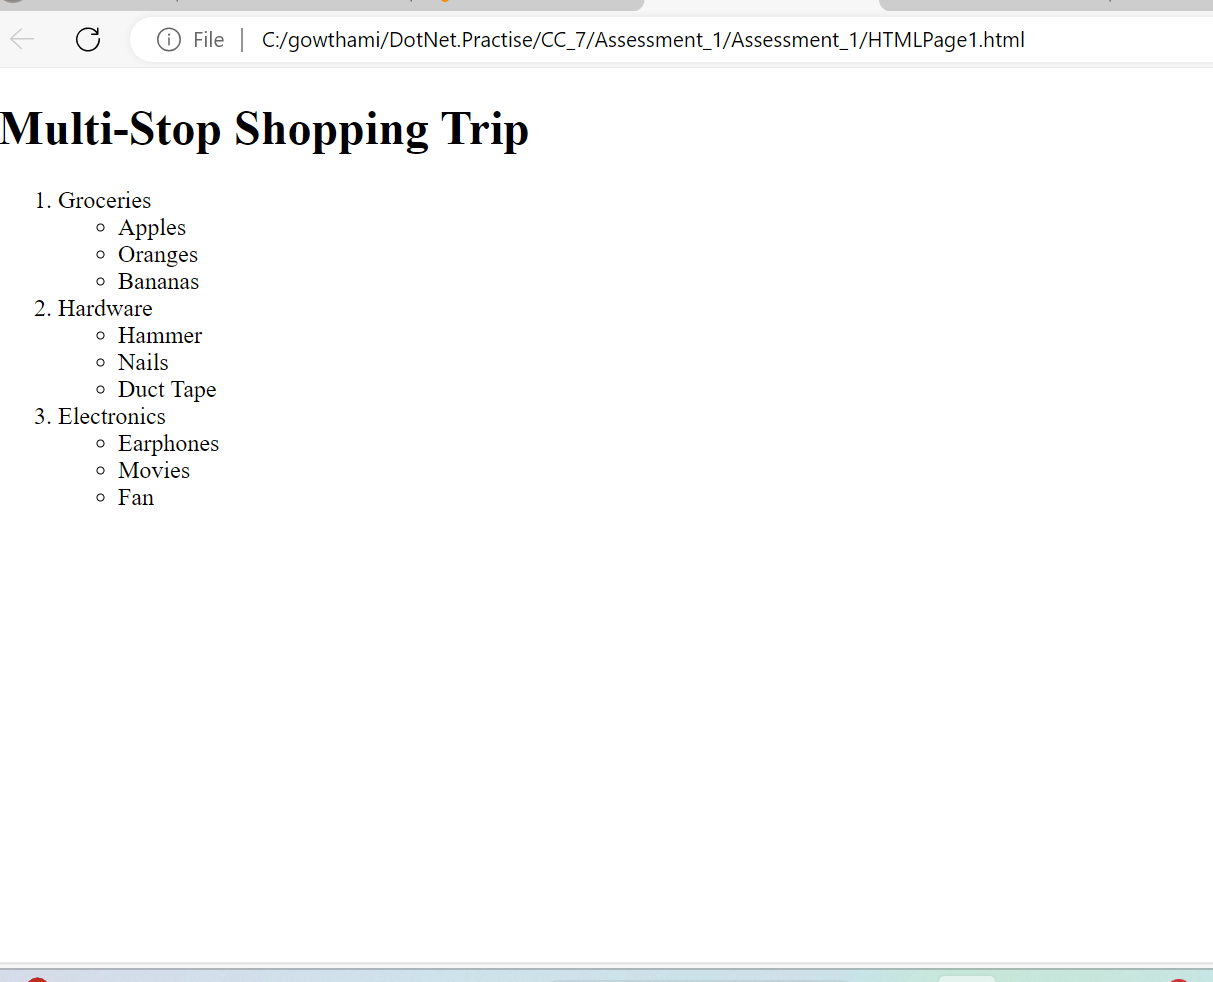 File | C:/gowthami/DotNet.Practise/CC_7/Assessment_1/Assessment_1/HTMLPage1.html
Multi-Stop Shopping Trip
1. Groceries
Apples
Oranges
Bananas
2. Hardware
Hammer
Nails
Duct Tape
3. Electronics
Earphones
Movies
Fan